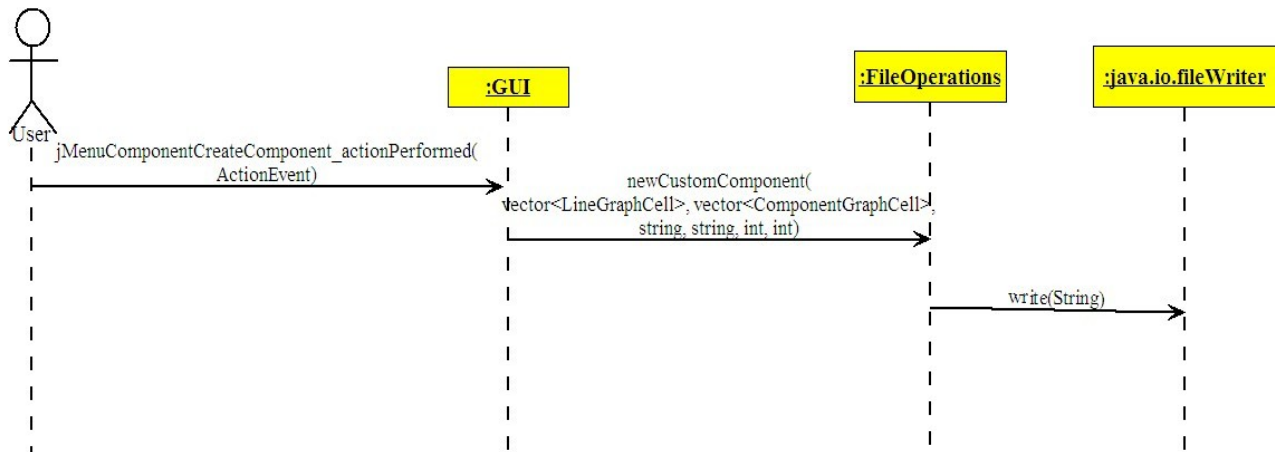 :GUI
:FileOperations
:java.io.fileWriter
User
jMenuComponentCreateComponent_actionPerformed(
ActionEvent)
newCustomComponent(
vector<LineGraphCell>, vector<ComponentGraphCell>,
string, string, int, int)
write(String)